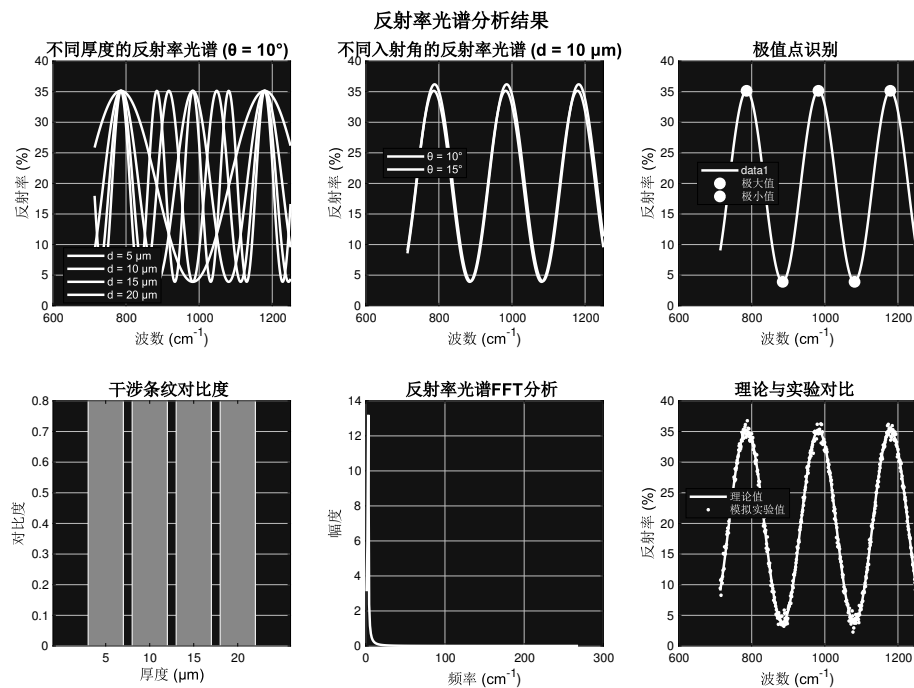 反射率光谱分析结果
不同厚度的反射率光谱 (θ = 10°)
反射率 (%)
40
35
30
25
20
15
10
5
0
d = 5 μm
d = 10 μm
d = 15 μm
d = 20 μm
600 800 1000 1200
波数 (cm-1)
不同入射角的反射率光谱 (d = 10 μm)
反射率 (%)
40
35
30
25
20
15
10
5
0
θ = 10°
θ = 15°
600 800 1000 1200
波数 (cm-1)
极值点识别
反射率 (%)
40
35
30
25
20
15
10
5
0
data1
极大值
极小值
600 800 1000 1200
波数 (cm-1)
干涉条纹对比度
对比度
0.8
0.7
0.6
0.5
0.4
0.3
0.2
0.1
0
5 10 15 20
厚度 (μm)
反射率光谱FFT分析
幅度
14
12
10
8
6
4
2
0
0 100 200 300
频率 (cm-1)
理论与实验对比
反射率 (%)
40
35
30
25
20
15
10
5
0
理论值
模拟实验值
600 800 1000 1200
波数 (cm-1)